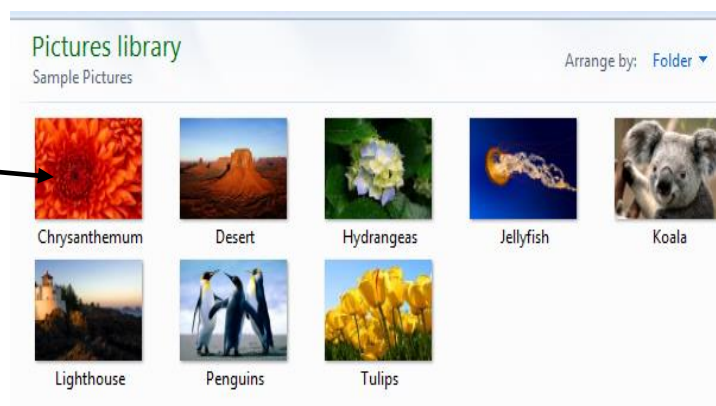 Pictures library
Sample Pictures
Arrange by: Folder
Chrysanthemum Desert Hydrangeas Jellyfish Koala
Lighthouse Penguins Tulips